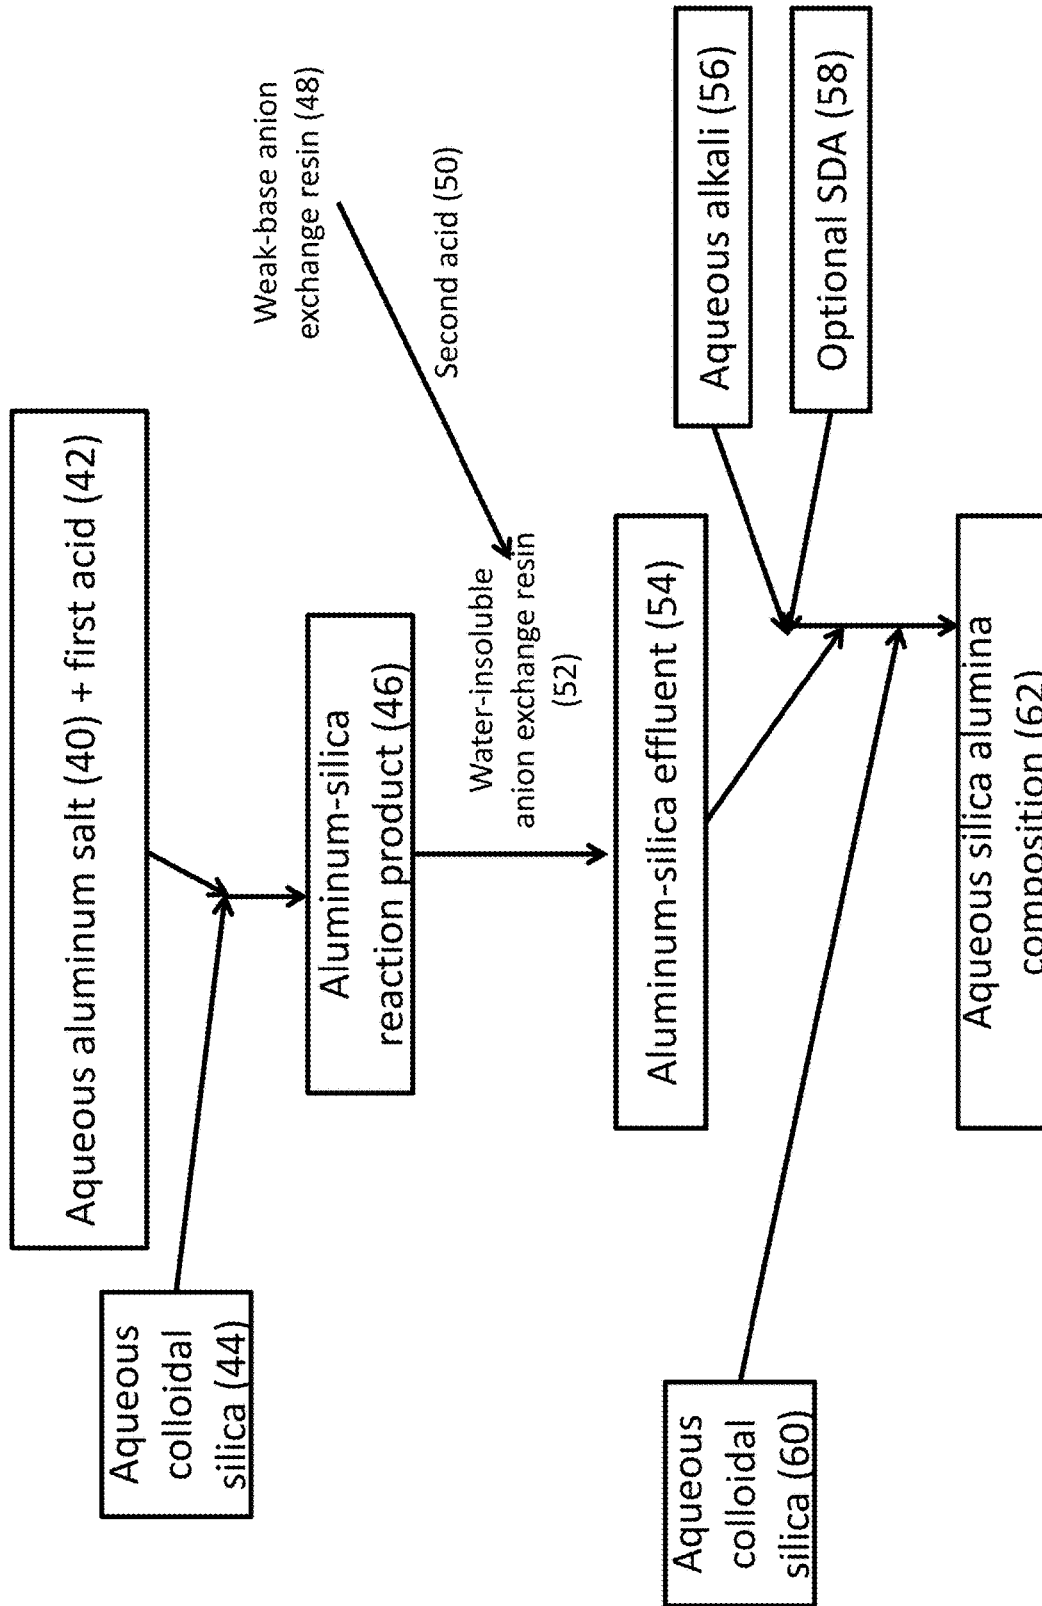 Aqueous aluminum salt (40) + first acid (42)
Aqueous
colloidal
silica (44)
Aluminum-silica
reaction product (46)
Weak-base anion
exchange resin (48)
Second acid (50)
Water-insoluble
anion exchange resin
(52)
Aluminum-silica effluent (54)
Aqueous alkali (56)
Optional SDA (58)
Aqueous
colloidal
silica (60)
Aqueous silica alumina
composition (62)